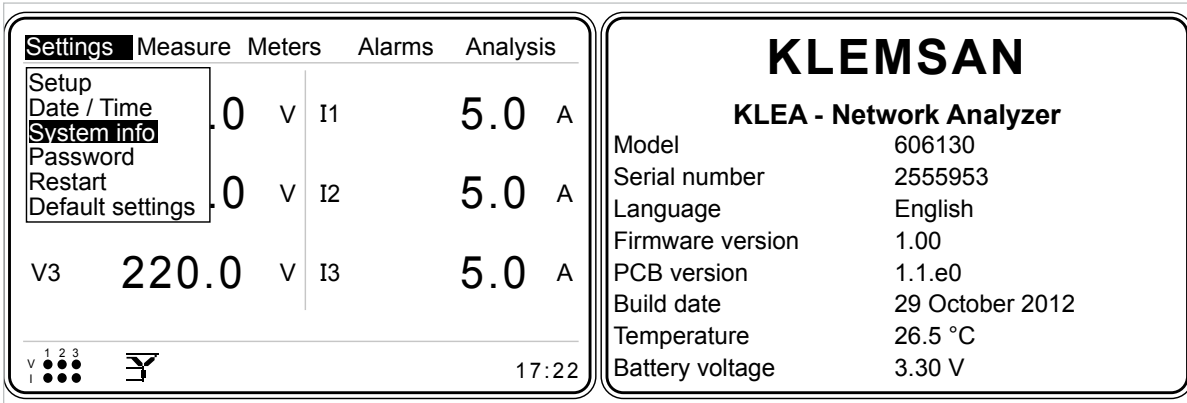 Settings Measure Meters Alarms Analysis
Setup
Date / Time
System info
Password
Restart
Default settings
.0 V I1 5.0 A
.0 V I2 5.0 A
V3 220.0 V I3 5.0 A
1 2 3
V
I
17:22
KLEMSAN
KLEA - Network Analyzer
Model 606130
Serial number 2555953
Language English
Firmware version 1.00
PCB version 1.1.e0
Build date 29 October 2012
Temperature 26.5 °C
Battery voltage 3.30 V